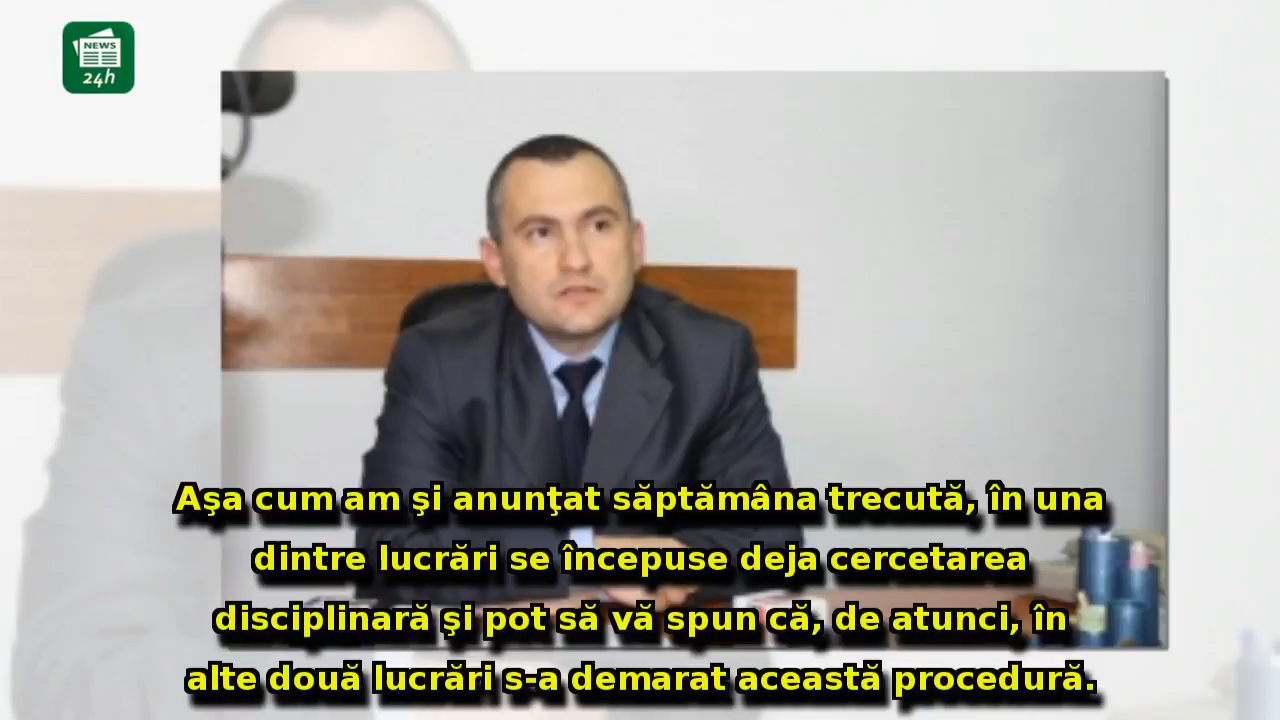 NEWS
24h
Aşa cum am şi anunţat săptămâna trecută, în una
dintre lucrări se începuse deja cercetarea
disciplinară şi pot să vă spun că, de atunci, în
alte două lucrări s-a demarat această procedură.